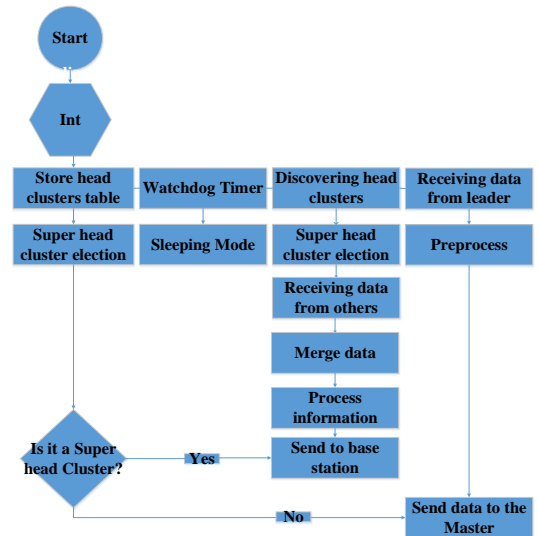 Start
Int
Store head
clusters table
Watchdog Timer
Discovering head
clusters
Receiving data
from leader
Super head
cluster election
Sleeping Mode
Super head
cluster election
Preprocess
Receiving data
from others
Merge data
Process
information
Is it a Super
head Cluster?
Yes
Send to base
station
No
Send data to the
Master